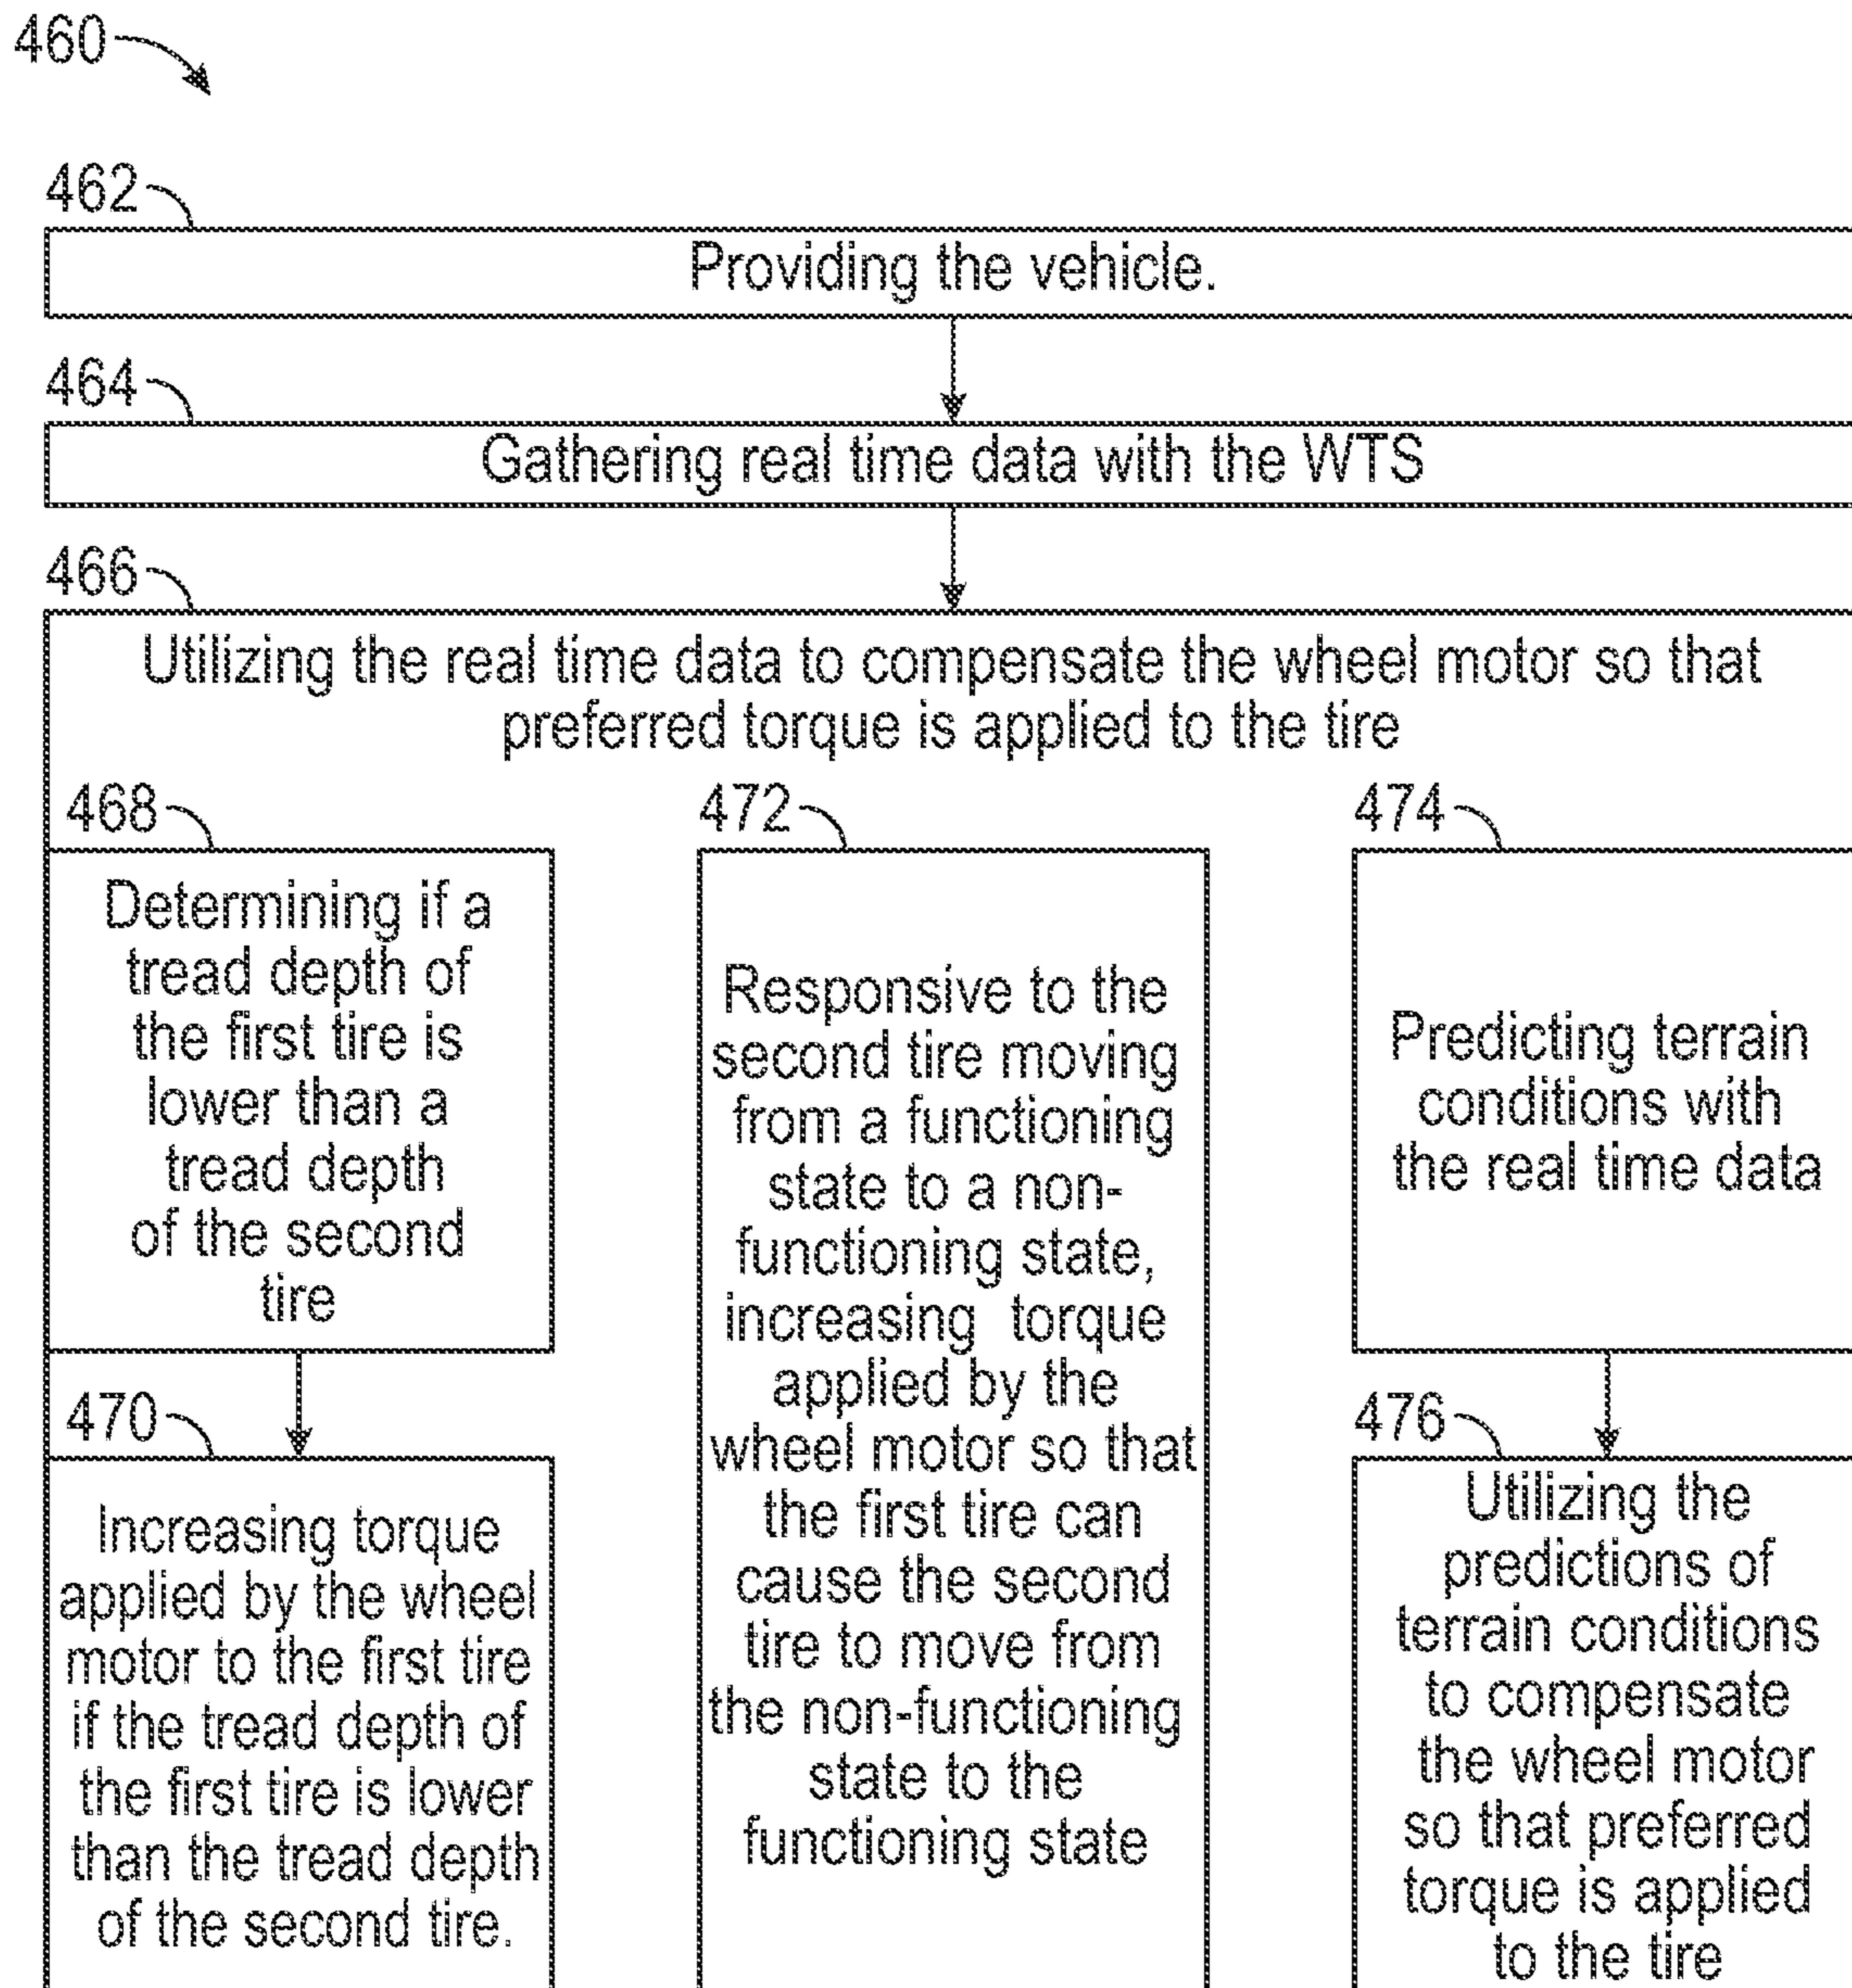 460
462
Providing the vehicle.
464
Gathering real time data with the WTS
466
Utilizing the real time data to compensate the wheel motor so that
preferred torque is applied to the tire
468
Determining if a
tread depth of
the first tire is
lower than a
tread depth
of the second
tire
470
Increasing torque
applied by the wheel
motor to the first tire
if the tread depth of
the first tire is lower
than the tread depth
of the second tire.
472
Responsive to the
second tire moving
from a functioning
state to a non-
functioning state,
increasing torque
applied by the
wheel motor so that
the first tire can
cause the second
tire to move from
the non-functioning
state to the
functioning state
474
Predicting terrain
conditions with
the real time data
476
Utilizing the
predictions of
terrain conditions
to compensate
the wheel motor
so that preferred
torque is applied
to the tire